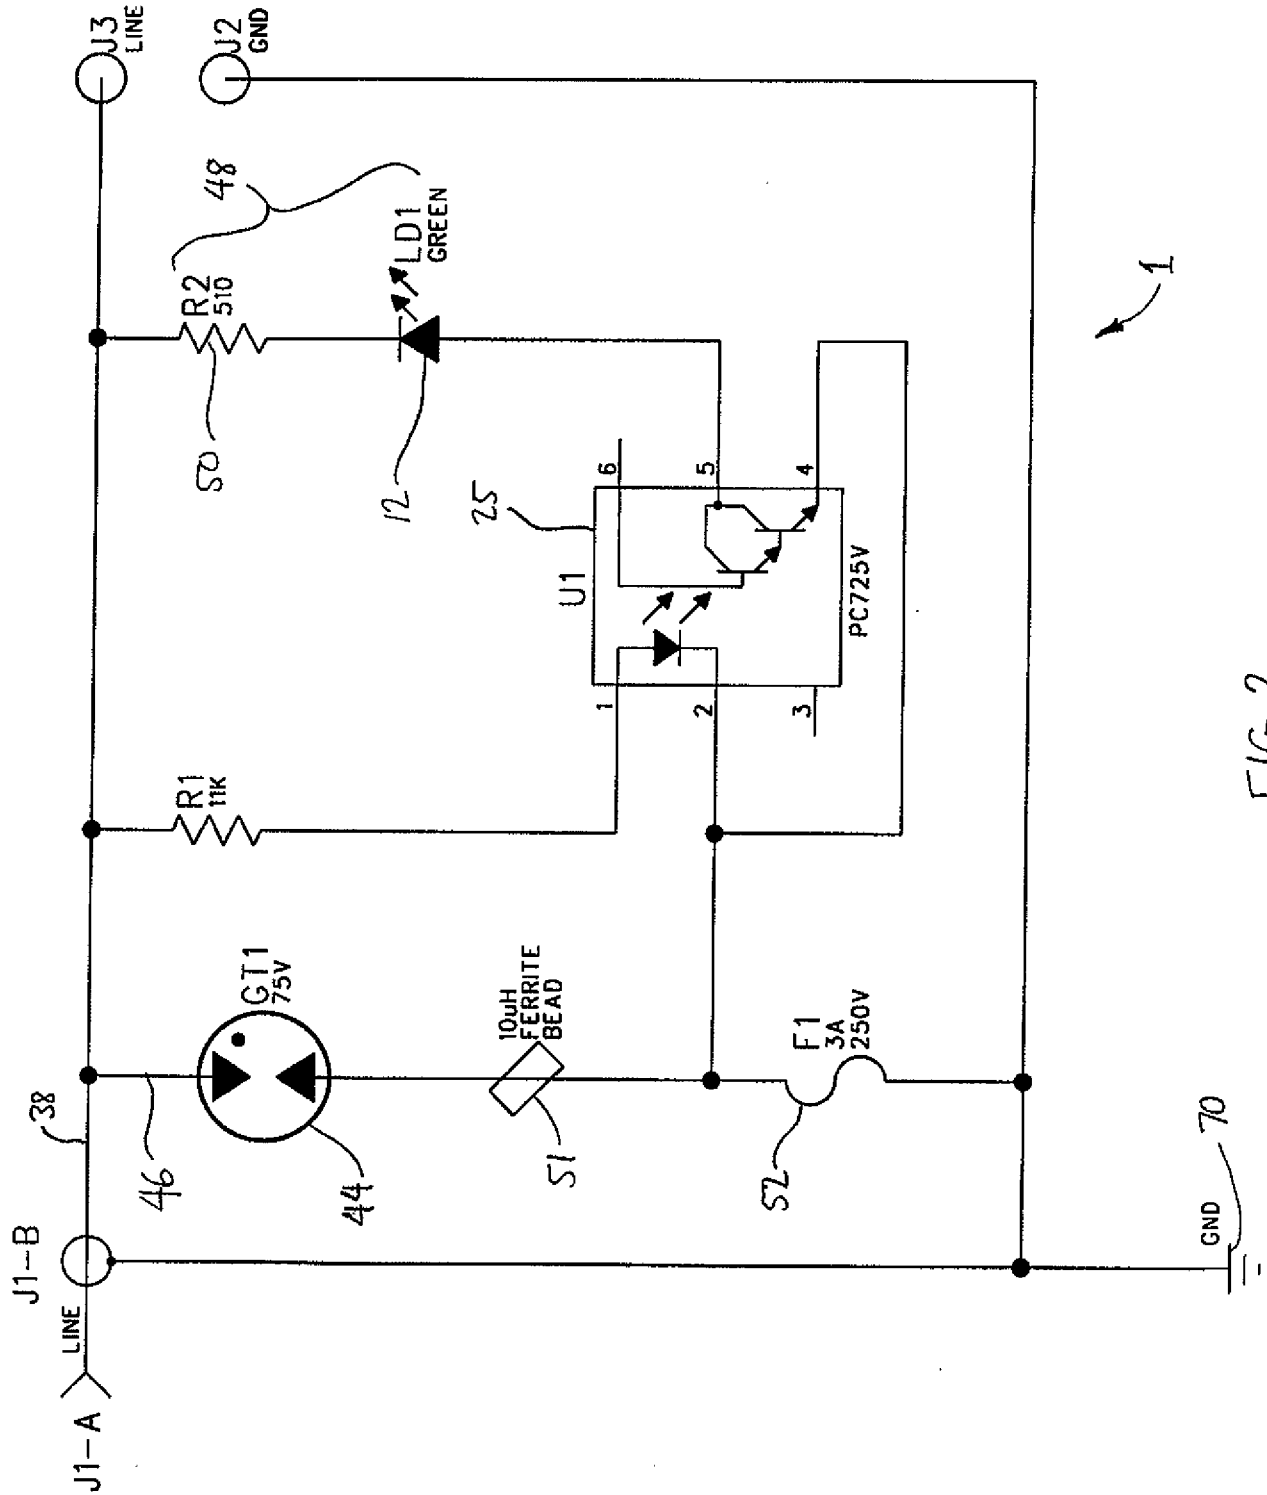 J3
LINE
J2
GND
48
R2
510
LD1
GREEN
50
12
1
25
U1
6
5
4
PC725V
1
2
3
R1
11K
GT1
75V
10uH
FERRITE
BEAD
F1
3A
250V
38
46
44
51
52
J1-B
LINE
J1-A
GND
70
FIG. 2